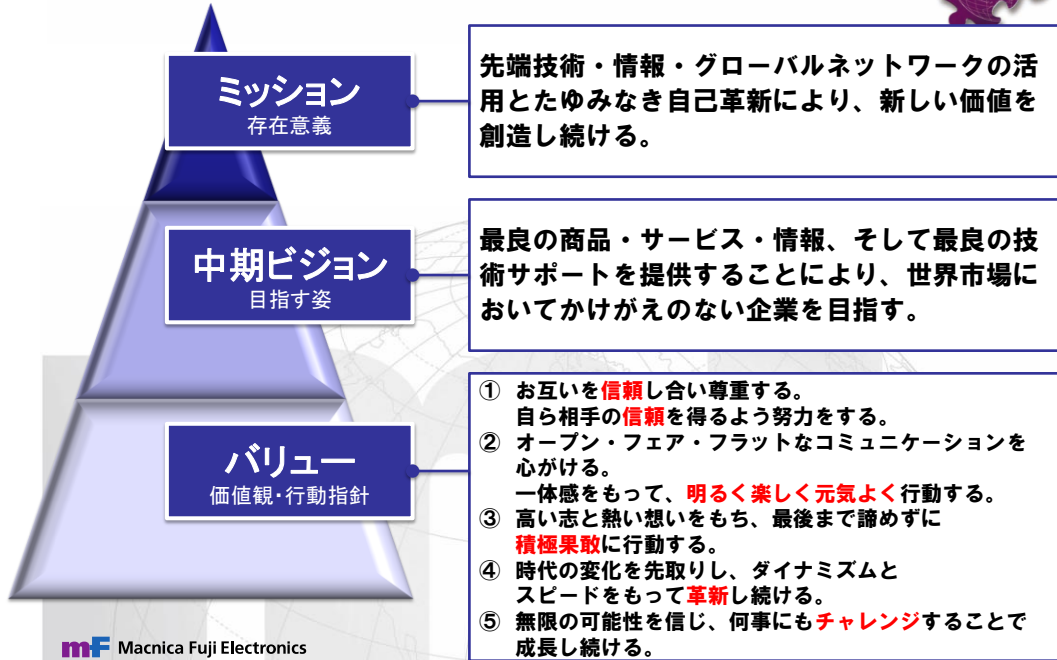 ミッション
存在意義
先端技術・情報・グローバルネットワークの活
用とたゆみなき自己革新により、新しい価値を
創造し続ける。
中期ビジョン
目指す姿
最良の商品・サービス・情報、そして最良の技
術サポートを提供することにより、世界市場に
おいてかけがえのない企業を目指す。
バリュー
価値観・行動指針
① お互いを信頼し合い尊重する。
自ら相手の信頼を得るよう努力をする。
② オープン・フェア・フラットなコミュニケーションを
心がける。
一体感をもって、明るく楽しく元気よく行動する。
③ 高い志と熱い想いをもち、最後まで諦めずに
積極果敢に行動する。
④ 時代の変化を先取りし、ダイナミズムと
スピードをもって革新し続ける。
⑤ 無限の可能性を信じ、何事にもチャレンジすることで
成長し続ける。
mF Macnica Fuji Electronics